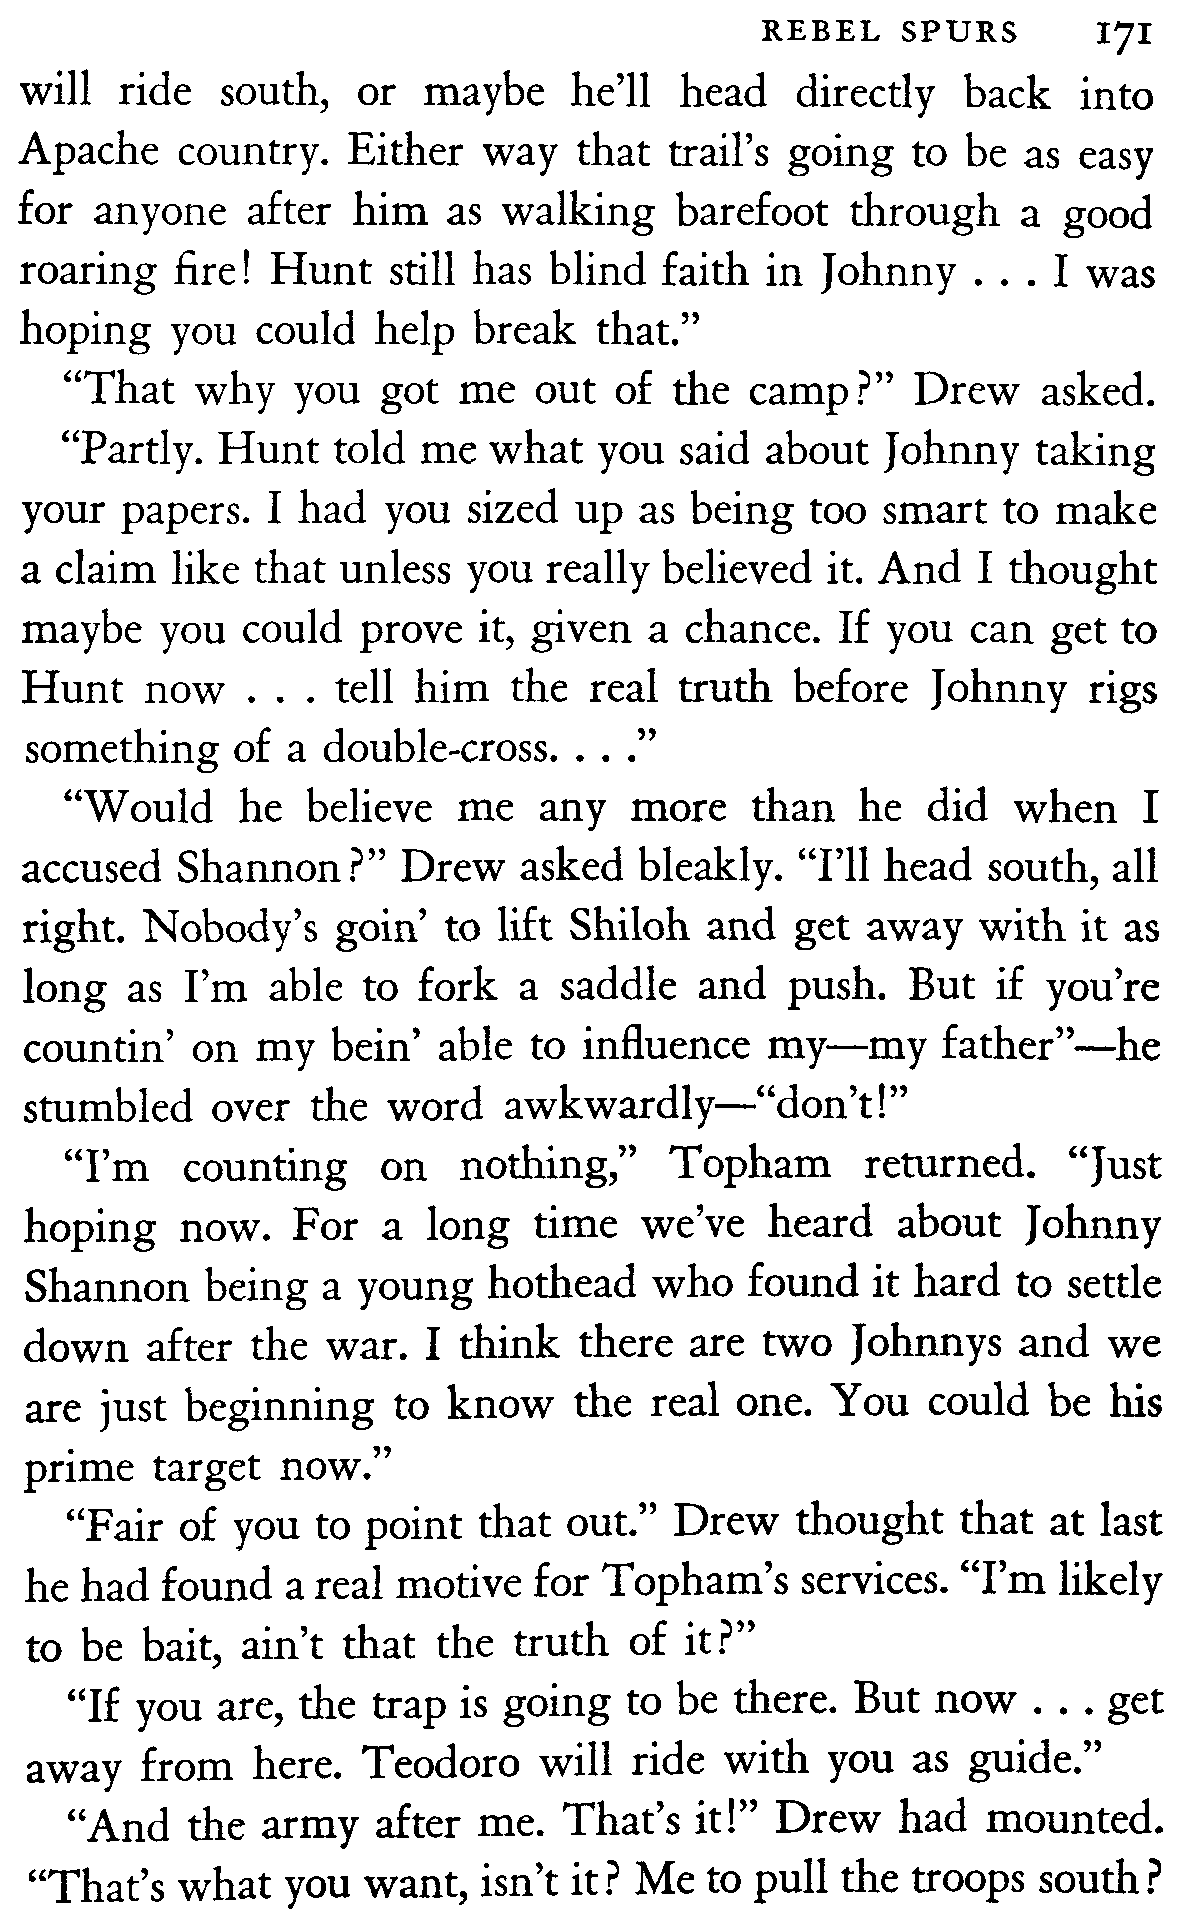 REBEL SPURS 171
will ride south, or maybe he’ll head directly back into
Apache country. Either way that trail’s going to be as easy
for anyone after him as walking barefoot through a good
roaring fire! Hunt still has blind faith in Johnny . . . I was
hoping you could help break that.”
“That why you got me out of the camp?” Drew asked.
“Partly. Hunt told me what you said about Johnny taking
your papers. I had you sized up as being too smart to make
a claim like that unless you really believed it. And I thought
maybe you could prove it, given a chance. If you can get to
Hunt now . . . tell him the real truth before Johnny rigs
something of a double-cross. . . .”
“Would he believe me any more than he did when I
accused Shannon?” Drew asked bleakly. “I’ll head south, all
right. Nobody’s goin’ to lift Shiloh and get away with it as
long as I’m able to fork a saddle and push. But if you’re
countin’ on my bein’ able to influence my—my father”—he
stumbled over the word awkwardly—“don’t!”
“I’m counting on nothing,” Topham returned. “Just
hoping now. For a long time we’ve heard about Johnny
Shannon being a young hothead who found it hard to settle
down after the war. I think there are two Johnnys and we
are just beginning to know the real one. You could be his
prime target now.”
“Fair of you to point that out.” Drew thought that at last
he had found a real motive for Topham’s services. “I’m likely
to be bait, ain’t that the truth of it?”
“If you are, the trap is going to be there. But now . . . get
away from here. Teodoro will ride with you as guide.”
“And the army after me. That’s it!” Drew had mounted.
“That’s what you want, isn’t it? Me to pull the troops south?